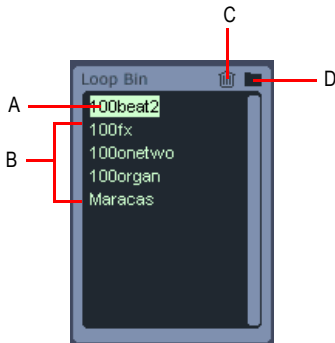 C
Loop Bin
D
A
100beat2
B
100fx
100onetwo
100organ
Maracas